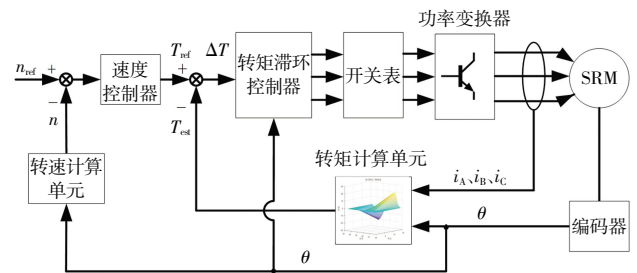 功率变换器
n_ref
+
−
n
速度
控制器
T_ref
+
−
T_est
ΔT
转矩滞环
控制器
开关表
SRM
转速计算
单元
转矩计算单元
i_A、i_B、i_C
θ
编码器
θ